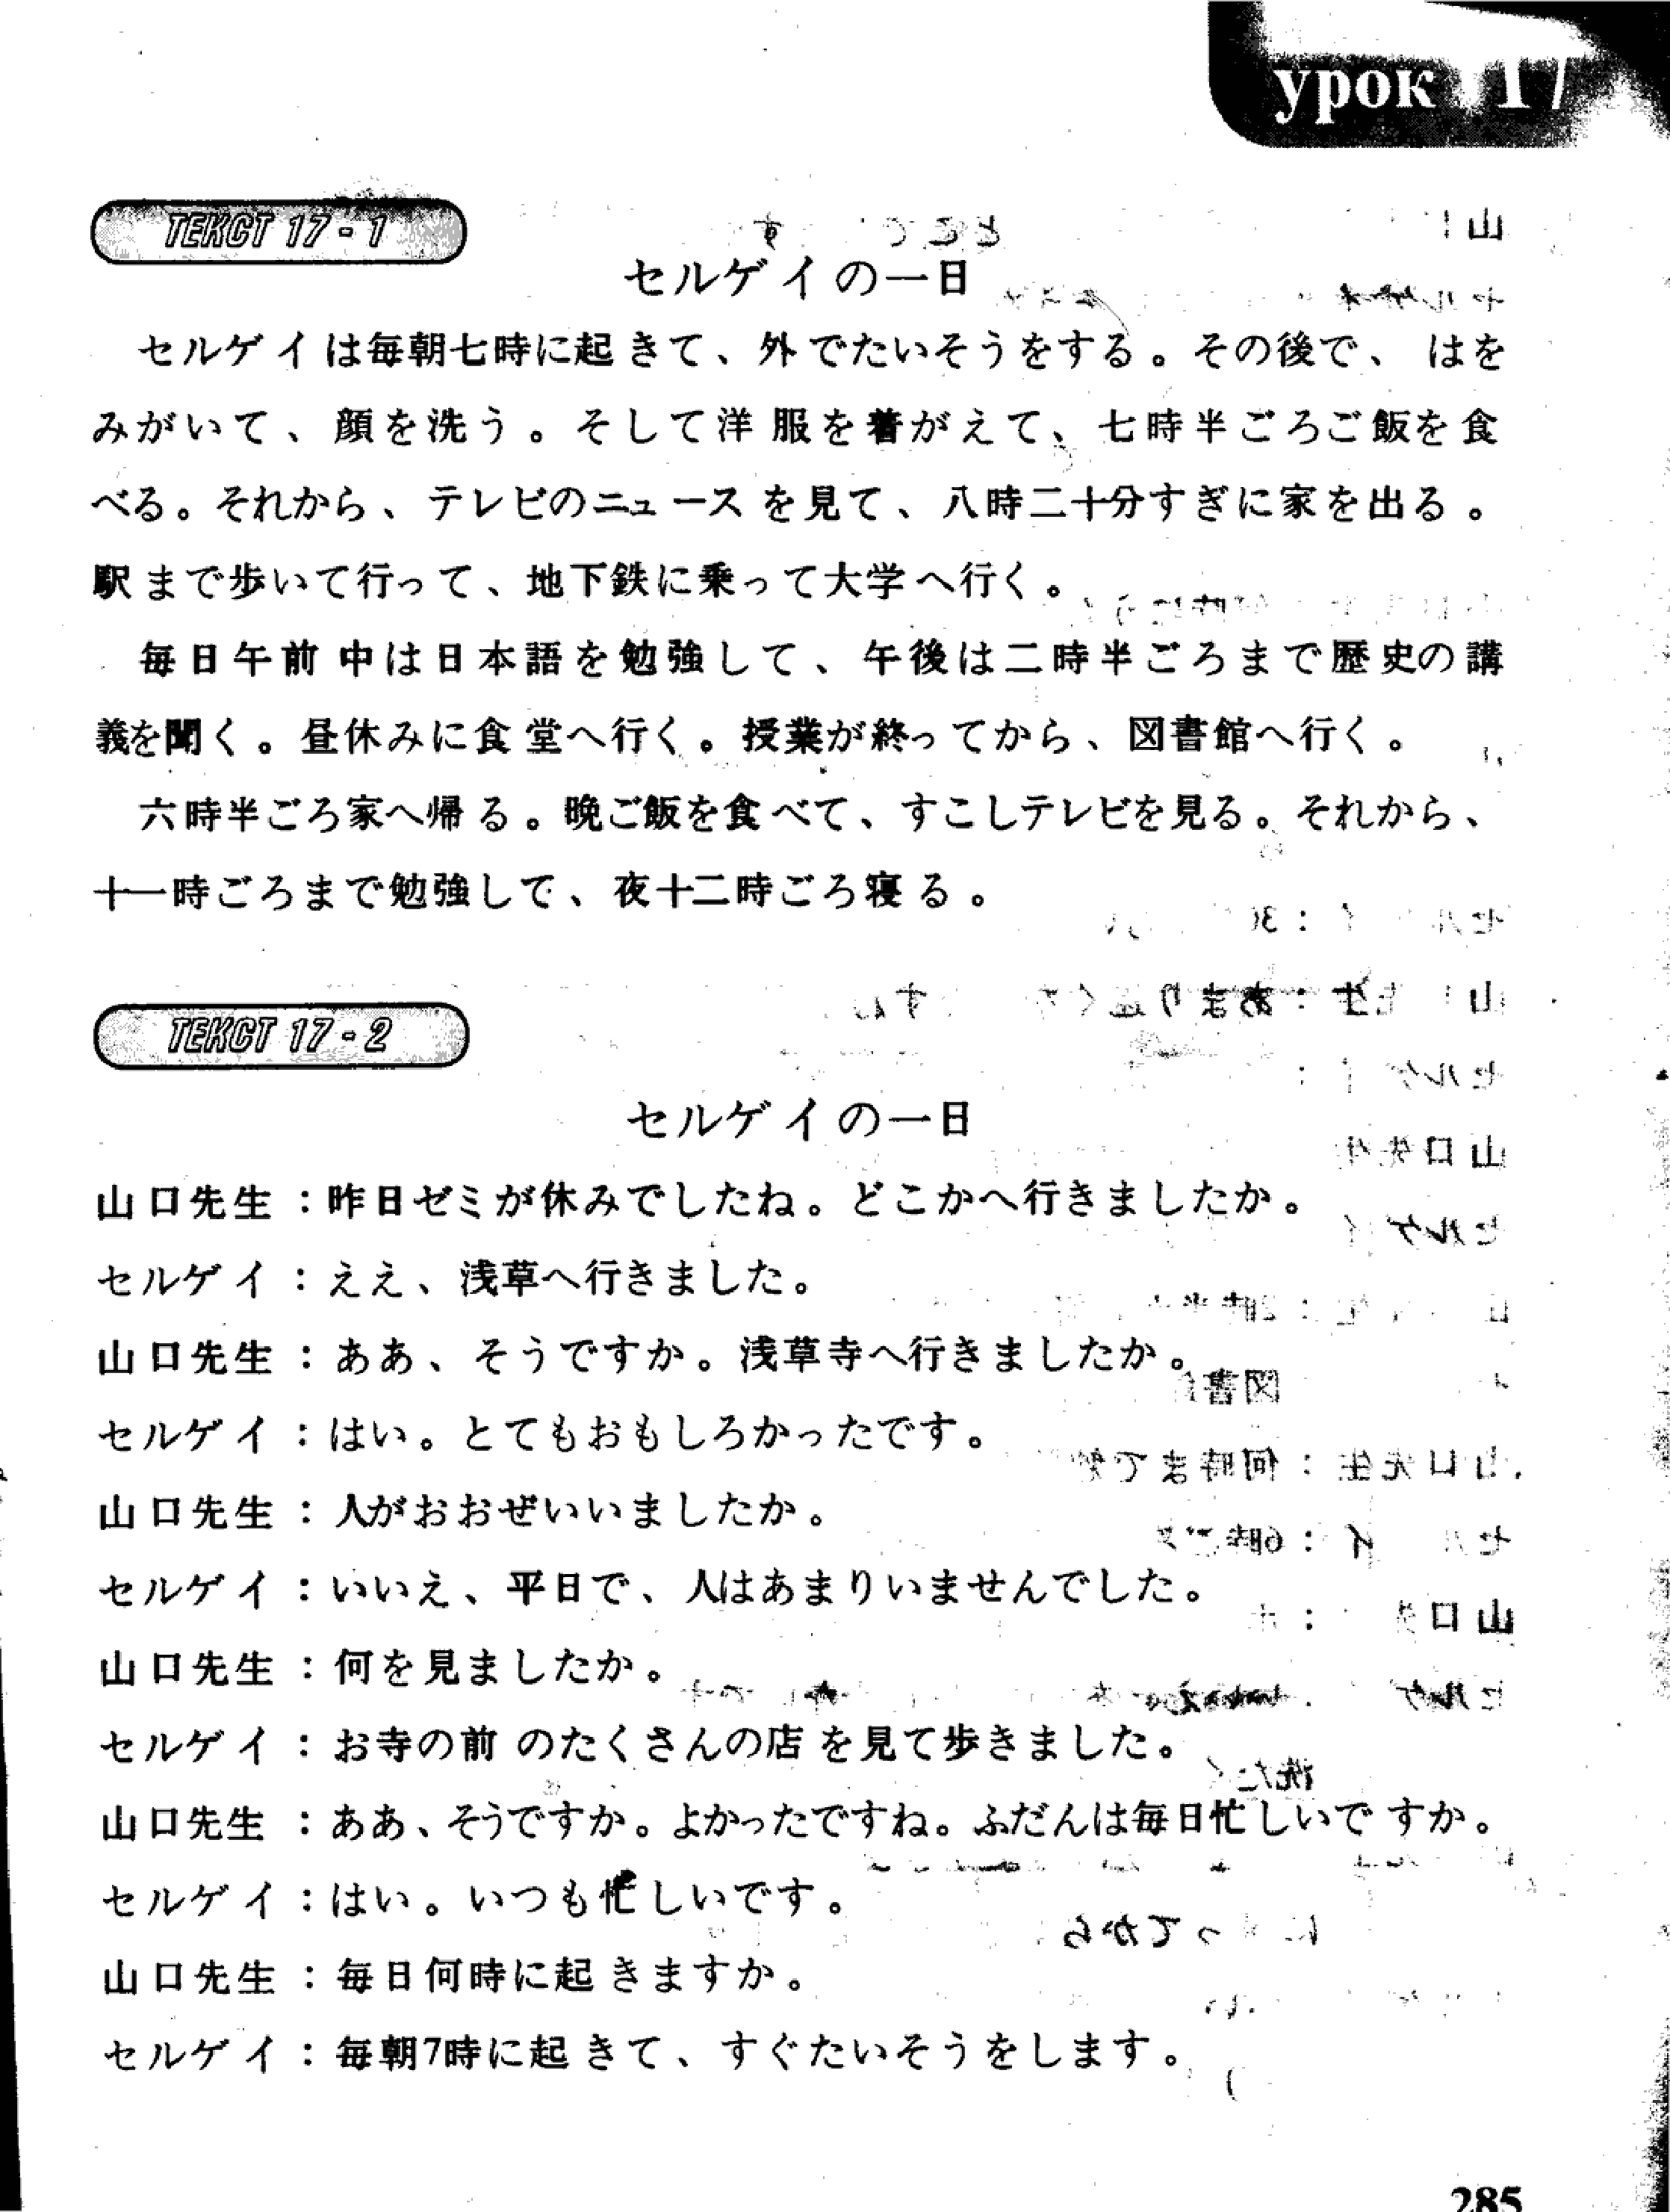 урок 17
ТЕКСТ 17 - 1
セルゲイの一日
セルゲイは毎朝七時に起きて、外でたいそうをする。その後で、はを
みがいて、顔を洗う。そして洋服を着がえて、七時半ごろご飯を食
べる。それから、テレビのニュースを見て、八時二十分すぎに家を出る。
駅まで歩いて行って、地下鉄に乗って大学へ行く。
毎日午前中は日本語を勉強して、午後は二時半ごろまで歴史の講
義を聞く。昼休みに食堂へ行く。授業が終ってから、図書館へ行く。
六時半ごろ家へ帰る。晩ご飯を食べて、すこしテレビを見る。それから、
十一時ごろまで勉強して、夜十二時ごろ寝る。
ТЕКСТ 17 - 2
セルゲイの一日
山口先生：昨日ゼミが休みでしたね。どこかへ行きましたか。
セルゲイ：ええ、浅草へ行きました。
山口先生：ああ、そうですか。浅草寺へ行きましたか。
セルゲイ：はい。とてもおもしろかったです。
山口先生：人がおおぜいいましたか。
セルゲイ：いいえ、平日で、人はあまりいませんでした。
山口先生：何を見ましたか。
セルゲイ：お寺の前のたくさんの店を見て歩きました。
山口先生：ああ、そうですか。よかったですね。ふだんは毎日忙しいですか。
セルゲイ：はい。いつも忙しいです。
山口先生：毎日何時に起きますか。
セルゲイ：毎朝7時に起きて、すぐたいそうをします。
285